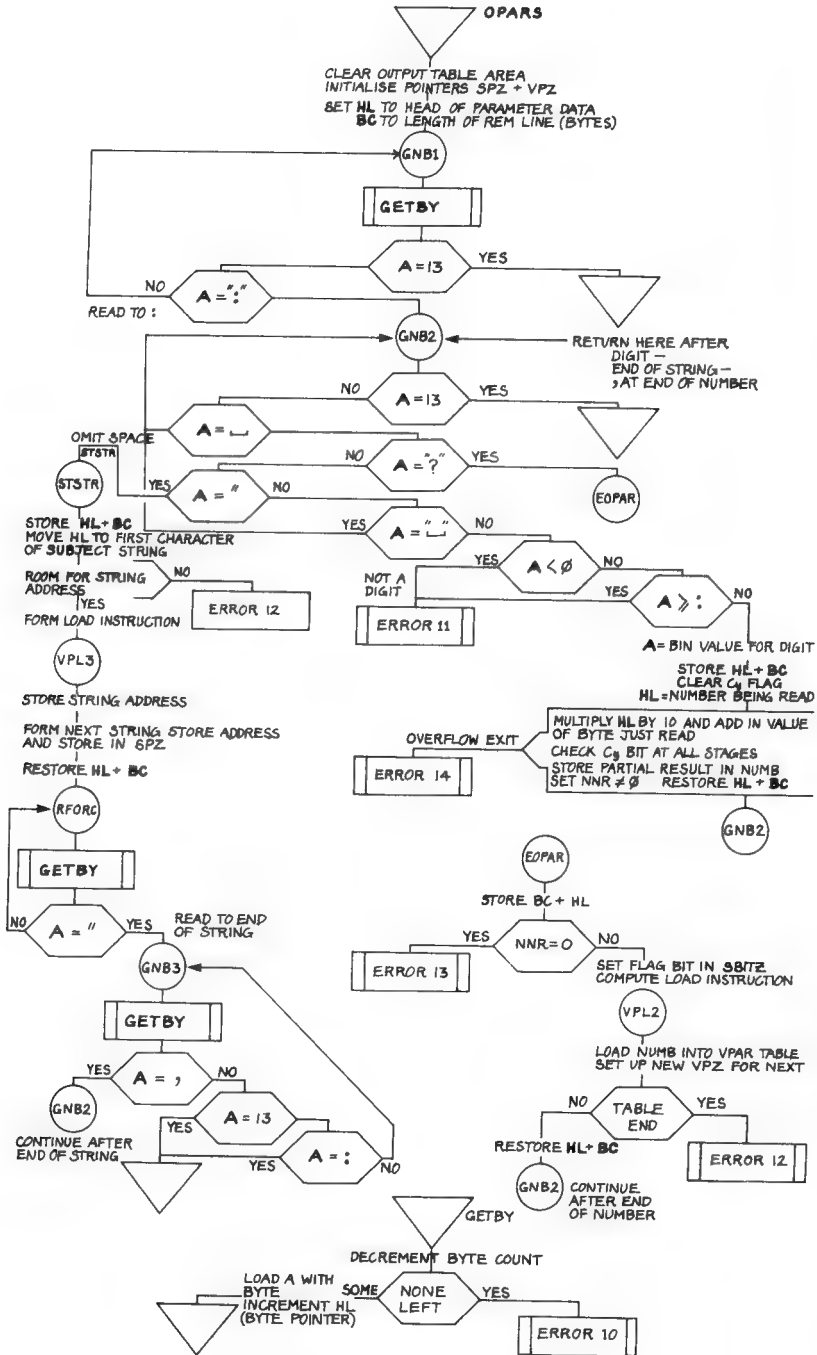 OPARS
CLEAR OUTPUT TABLE AREA
INITIALISE POINTERS SPZ + VPZ
SET HL TO HEAD OF PARAMETER DATA
BC TO LENGTH OF REM LINE (BYTES)
GNB1
GETBY
A=13
YES
NO
A=":"
READ TO :
GNB2
RETURN HERE AFTER
DIGIT —
END OF STRING —
, AT END OF NUMBER
NO
A=13
YES
A=⎵
OMIT SPACE
STSTR
NO
A="?"
YES
STSTR
YES
A="
NO
EOPAR
STORE HL+BC
MOVE HL TO FIRST CHARACTER
OF SUBJECT STRING
YES
A="⎵"
NO
YES
A<0
NO
ROOM FOR STRING
ADDRESS
NO
NOT A
DIGIT
YES
A⩾:
NO
YES
ERROR 12
ERROR 11
FORM LOAD INSTRUCTION
A=BIN VALUE FOR DIGIT
VPL3
STORE HL+BC
CLEAR Cy FLAG
HL=NUMBER BEING READ
STORE STRING ADDRESS
FORM NEXT STRING STORE ADDRESS
AND STORE IN SPZ
OVERFLOW EXIT
MULTIPLY HL BY 10 AND ADD IN VALUE
OF BYTE JUST READ
CHECK Cy BIT AT ALL STAGES
STORE PARTIAL RESULT IN NUMB
SET NNR ≠ 0 RESTORE HL + BC
ERROR 14
RESTORE HL + BC
RFORC
GNB2
GETBY
EOPAR
STORE BC + HL
NO
A="
YES
READ TO END
OF STRING
YES
NNR=0
NO
GNB3
ERROR 13
SET FLAG BIT IN SBITZ
COMPUTE LOAD INSTRUCTION
GETBY
VPL2
LOAD NUMB INTO VPAR TABLE
SET UP NEW VPZ FOR NEXT
YES
A=,
NO
GNB2
YES
A=13
NO
TABLE
END
YES
CONTINUE AFTER
END OF STRING
YES
A=:
NO
RESTORE HL+BC
ERROR 12
GNB2
CONTINUE
AFTER END
OF NUMBER
GETBY
DECREMENT BYTE COUNT
LOAD A WITH
BYTE
INCREMENT HL
(BYTE POINTER)
SOME
NONE
LEFT
YES
ERROR 10